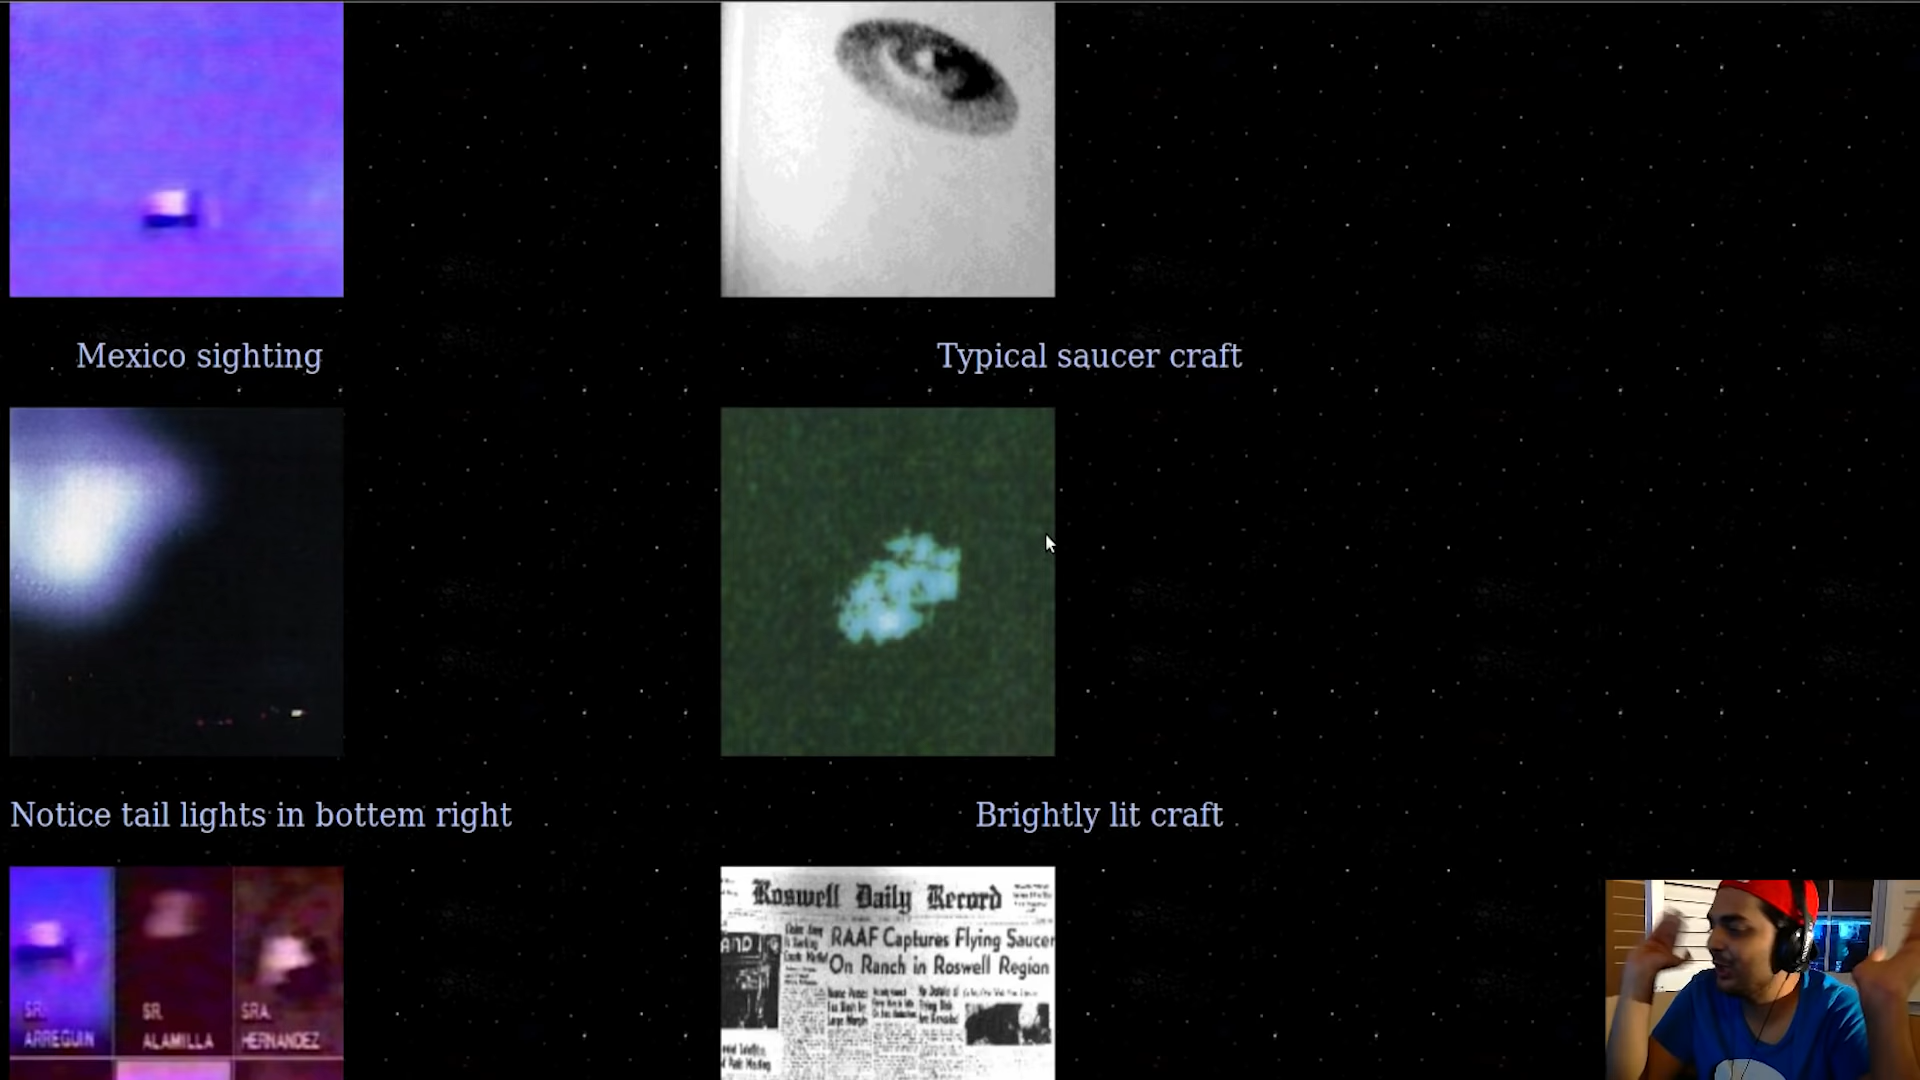 Mexico sighting
Typical saucer craft
Notice tail lights in bottem right
Brightly lit craft
SR.
ARREGUIN
SR.
ALAMILLA
SRA.
HERNANDEZ
Roswell Daily Record
RAAF Captures Flying Saucer
On Ranch in Roswell Region